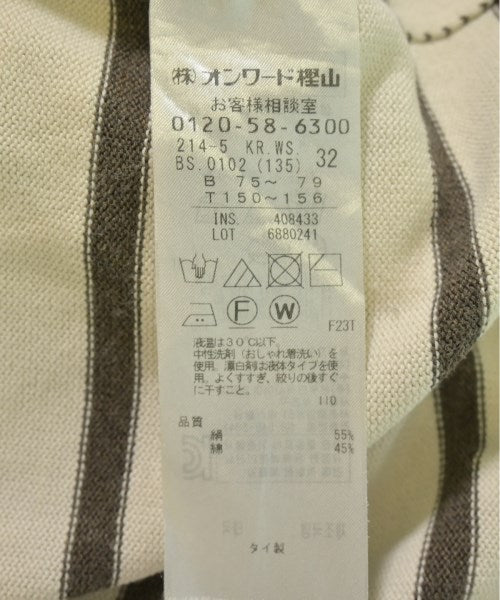 (株)オンワード樫山
お客様相談室
0120-58-6300
214-5 KR.WS. 32
BS.0102 (135)
B 75~ 79
T150~156
INS. 408433
LOT 6880241
F W
F23I
液温は30℃以下。
中性洗剤(おしゃれ着洗い)を
使用。漂白剤は液体タイプを使
用。よくすすぎ、絞りの後すぐ
に干すこと。
IID
品質
絹 55%
綿 45%
タイ製